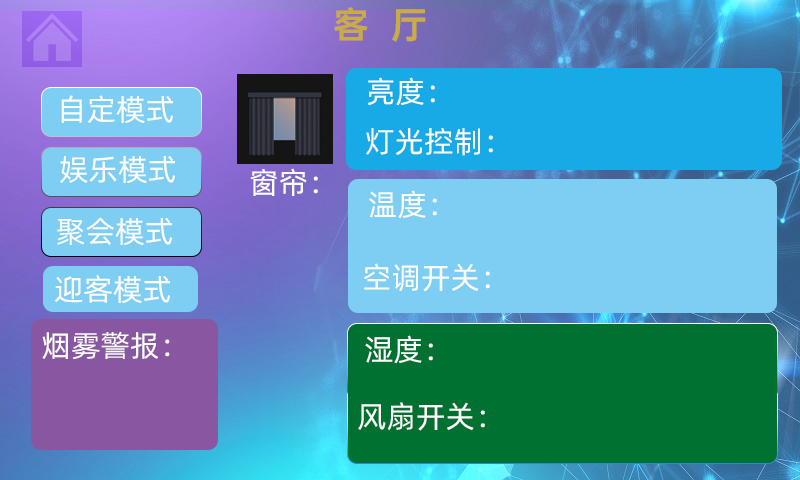 客 厅
自定模式
娱乐模式
聚会模式
迎客模式
烟雾警报：
窗帘：
亮度：
灯光控制：
温度：
空调开关：
湿度：
风扇开关：